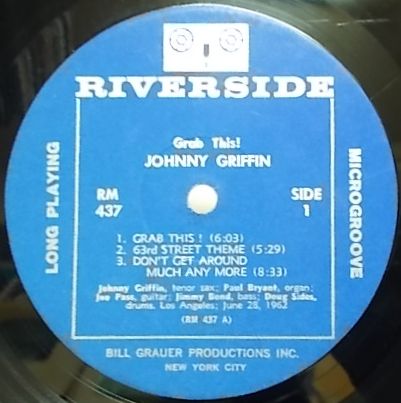 RIVERSIDE
Grab This!
JOHNNY GRIFFIN
LONG PLAYING
MICROGROOVE
RM
437
SIDE
1
1. GRAB THIS! (6:03)
2. 63rd STREET THEME (5:29)
3. DON'T GET AROUND
MUCH ANY MORE (8:33)
Johnny Griffin, tenor sax; Paul Bryant, organ;
Joe Pass, guitar; Jimmy Bond, bass; Doug Sides,
drums. Los Angeles; June 28, 1962
(RM 437 A)
BILL GRAUER PRODUCTIONS INC.
NEW YORK CITY